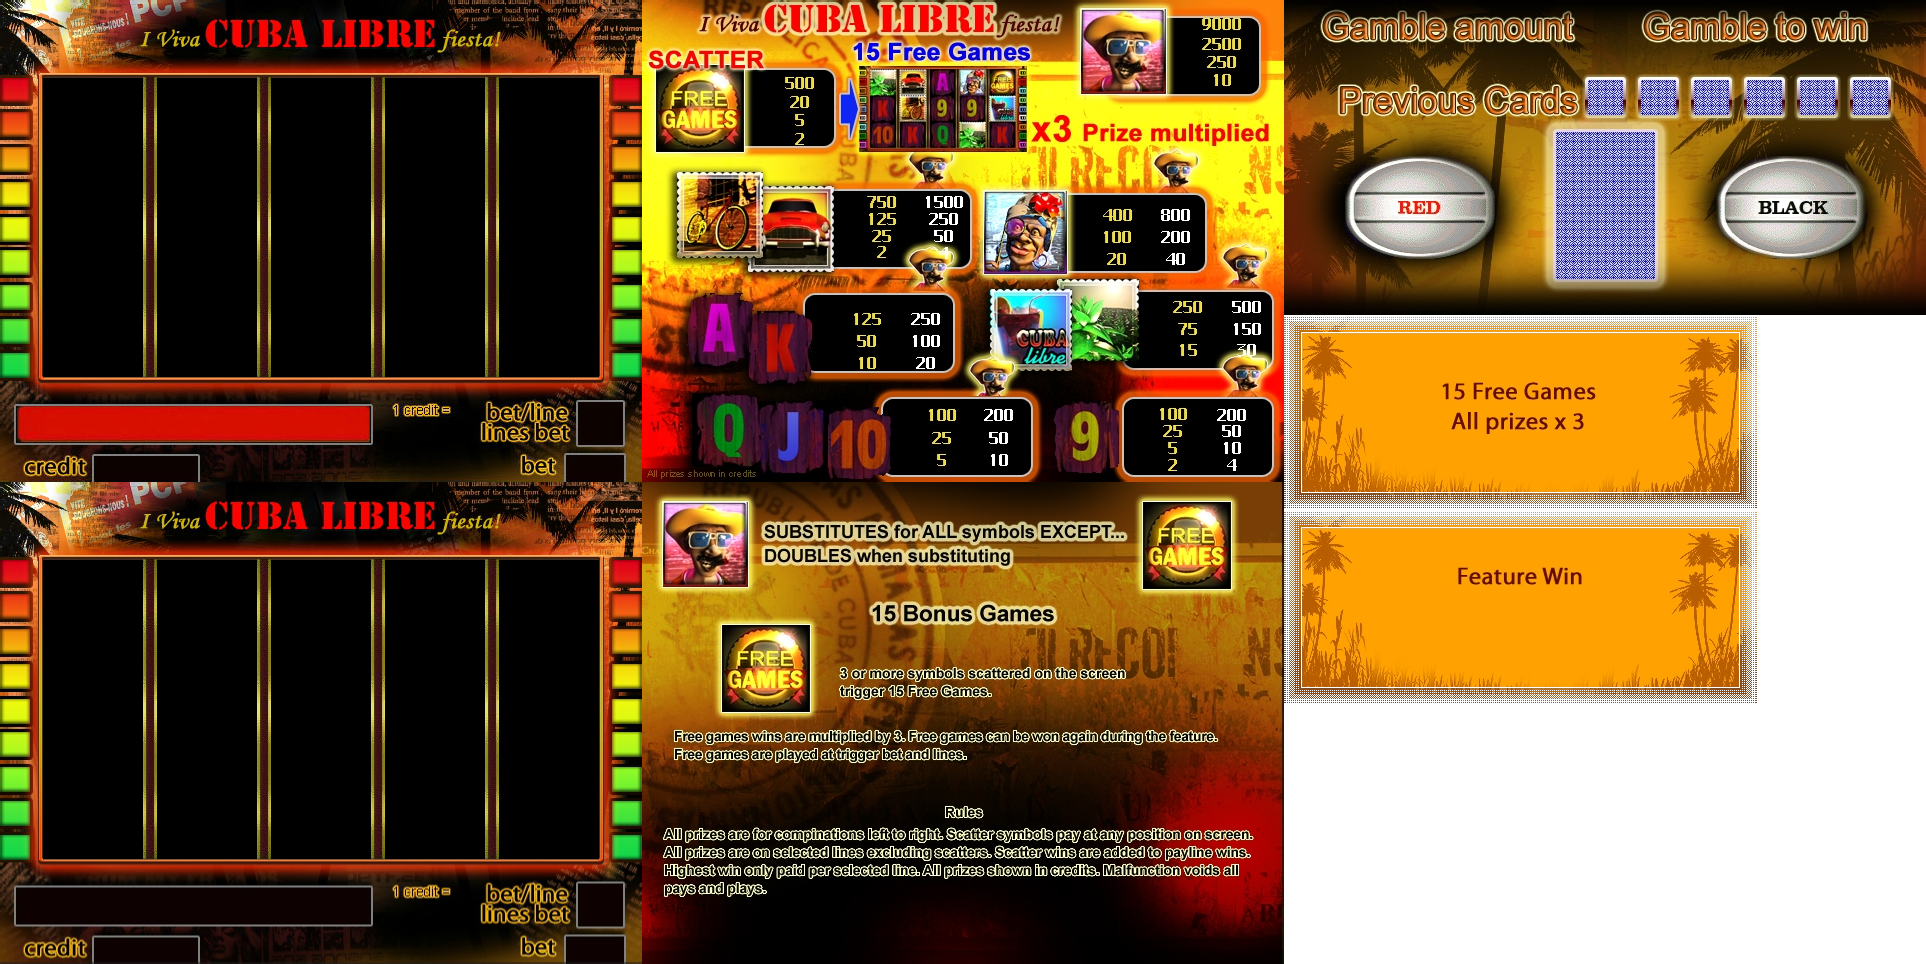 I Viva CUBA LIBRE fiesta!
1 credit =
bet/line
lines bet
credit
bet
I Viva CUBA LIBRE fiesta!
SCATTER
15 Free Games
FREE
GAMES
500
20
5
2
9000
2500
250
10
x3 Prize multiplied
750 1500
125 250
25 50
2
400 800
100 200
20 40
A K
125 250
50 100
10 20
CUBA
libre
250 500
75 150
15 30
Q J 10
100 200
25 50
5 10
9
100 200
25 50
5 10
2 4
All prizes shown in credits
Gamble amount
Gamble to win
Previous Cards
RED
BLACK
15 Free Games
All prizes x 3
Feature Win
I Viva CUBA LIBRE fiesta!
1 credit =
bet/line
lines bet
credit
bet
SUBSTITUTES for ALL symbols EXCEPT...
DOUBLES when substituting
FREE
GAMES
15 Bonus Games
FREE
GAMES
3 or more symbols scattered on the screen
trigger 15 Free Games.
Free games wins are multiplied by 3. Free games can be won again during the feature.
Free games are played at trigger bet and lines.
Rules
All prizes are for compinations left to right. Scatter symbols pay at any position on screen.
All prizes are on selected lines excluding scatters. Scatter wins are added to payline wins.
Highest win only paid per selected line. All prizes shown in credits. Malfunction voids all
pays and plays.